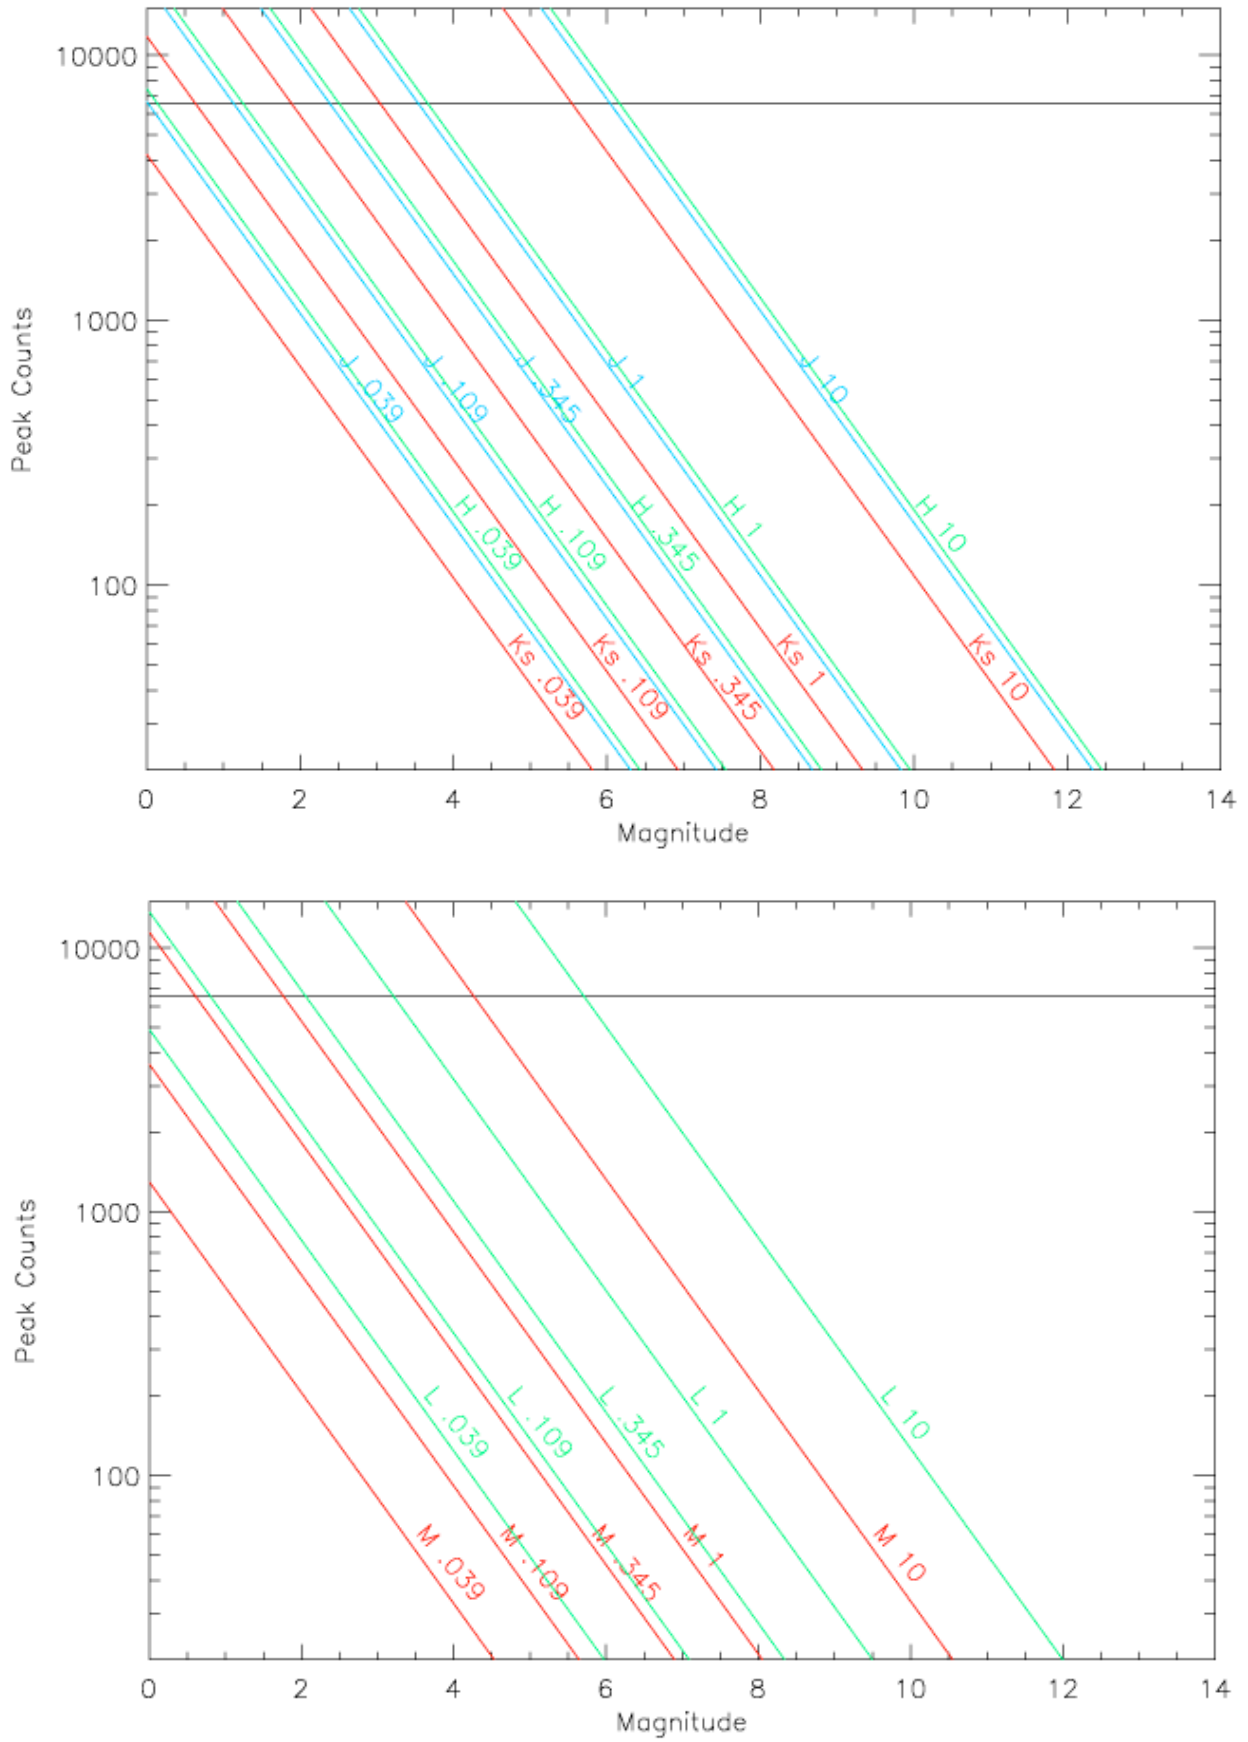 10000
1000
100
Peak Counts
J .039
J .109
J .345
J 1
J 10
H .039
H .109
H .345
H 1
H 10
Ks .039
Ks .109
Ks .345
Ks 1
Ks 10
0 2 4 6 8 10 12 14
Magnitude
10000
1000
100
Peak Counts
L .039
L .109
L .345
L 1
L 10
M .039
M .109
M .345
M 1
M 10
0 2 4 6 8 10 12 14
Magnitude